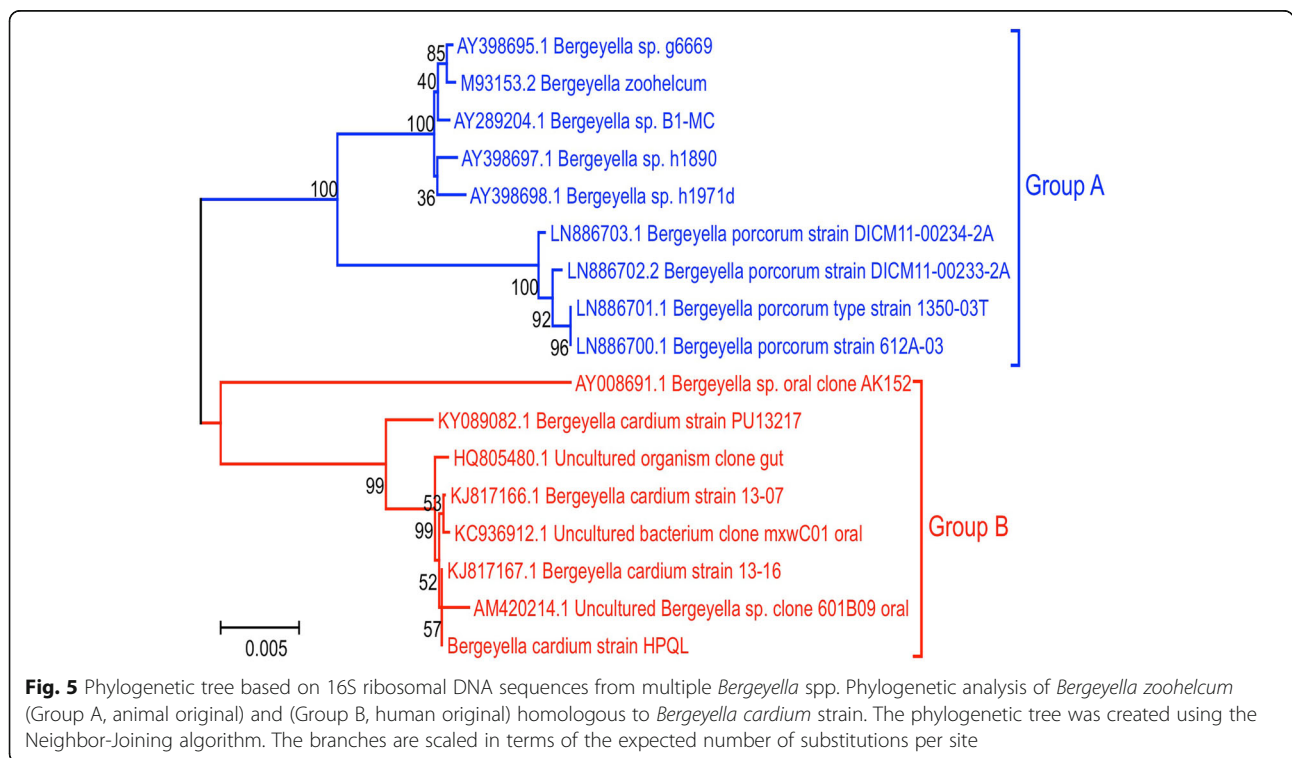 85
AY398695.1 Bergeyella sp. g6669
40
M93153.2 Bergeyella zoohelcum
100
AY289204.1 Bergeyella sp. B1-MC
AY398697.1 Bergeyella sp. h1890
100
36
AY398698.1 Bergeyella sp. h1971d
Group A
LN886703.1 Bergeyella porcorum strain DICM11-00234-2A
LN886702.2 Bergeyella porcorum strain DICM11-00233-2A
100
LN886701.1 Bergeyella porcorum type strain 1350-03T
92
96
LN886700.1 Bergeyella porcorum strain 612A-03
AY008691.1 Bergeyella sp. oral clone AK152
KY089082.1 Bergeyella cardium strain PU13217
HQ805480.1 Uncultured organism clone gut
99
53
KJ817166.1 Bergeyella cardium strain 13-07
99
KC936912.1 Uncultured bacterium clone mxwC01 oral
Group B
KJ817167.1 Bergeyella cardium strain 13-16
52
AM420214.1 Uncultured Bergeyella sp. clone 601B09 oral
57
Bergeyella cardium strain HPQL
0.005
Fig. 5 Phylogenetic tree based on 16S ribosomal DNA sequences from multiple Bergeyella spp. Phylogenetic analysis of Bergeyella zoohelcum
(Group A, animal original) and (Group B, human original) homologous to Bergeyella cardium strain. The phylogenetic tree was created using the
Neighbor-Joining algorithm. The branches are scaled in terms of the expected number of substitutions per site